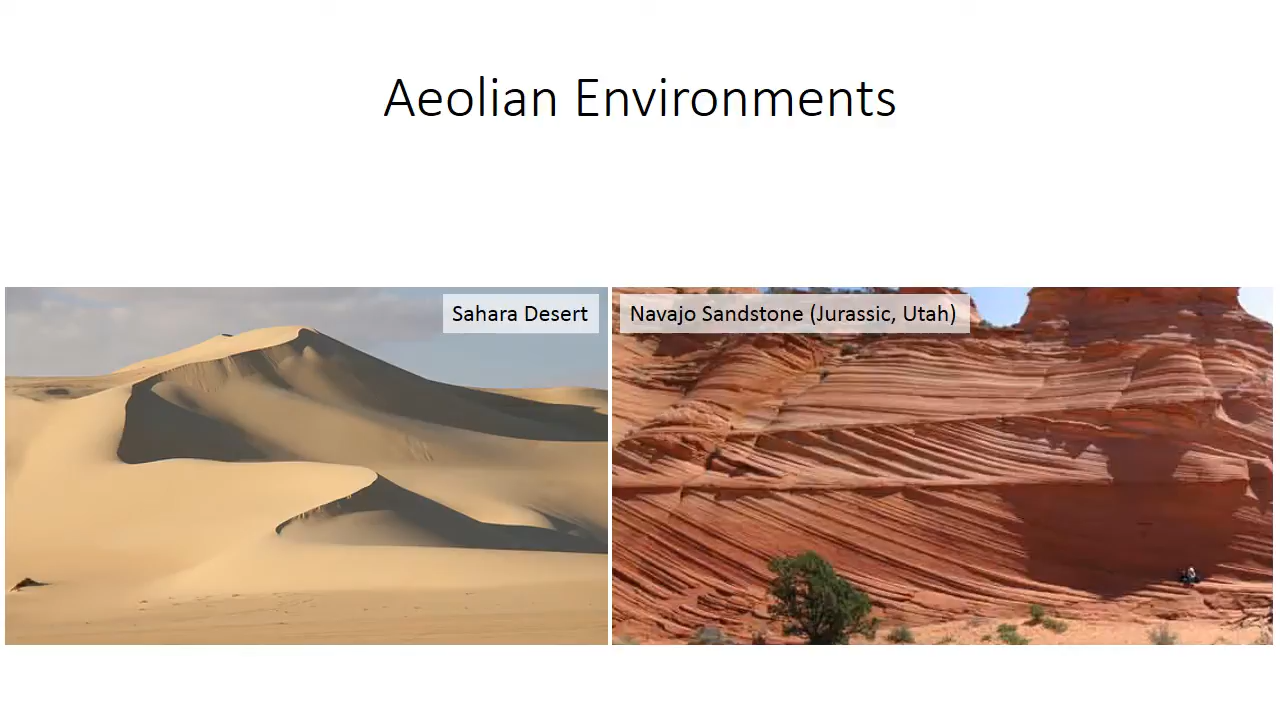 Aeolian Environments
Sahara Desert
Navajo Sandstone (Jurassic, Utah)